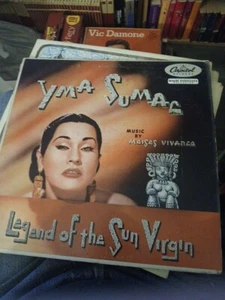 Vic Damone
Capitol
YMA SUMAC
MUSIC
BY
MOISES VIVANCO
Legend of the Sun Virgin